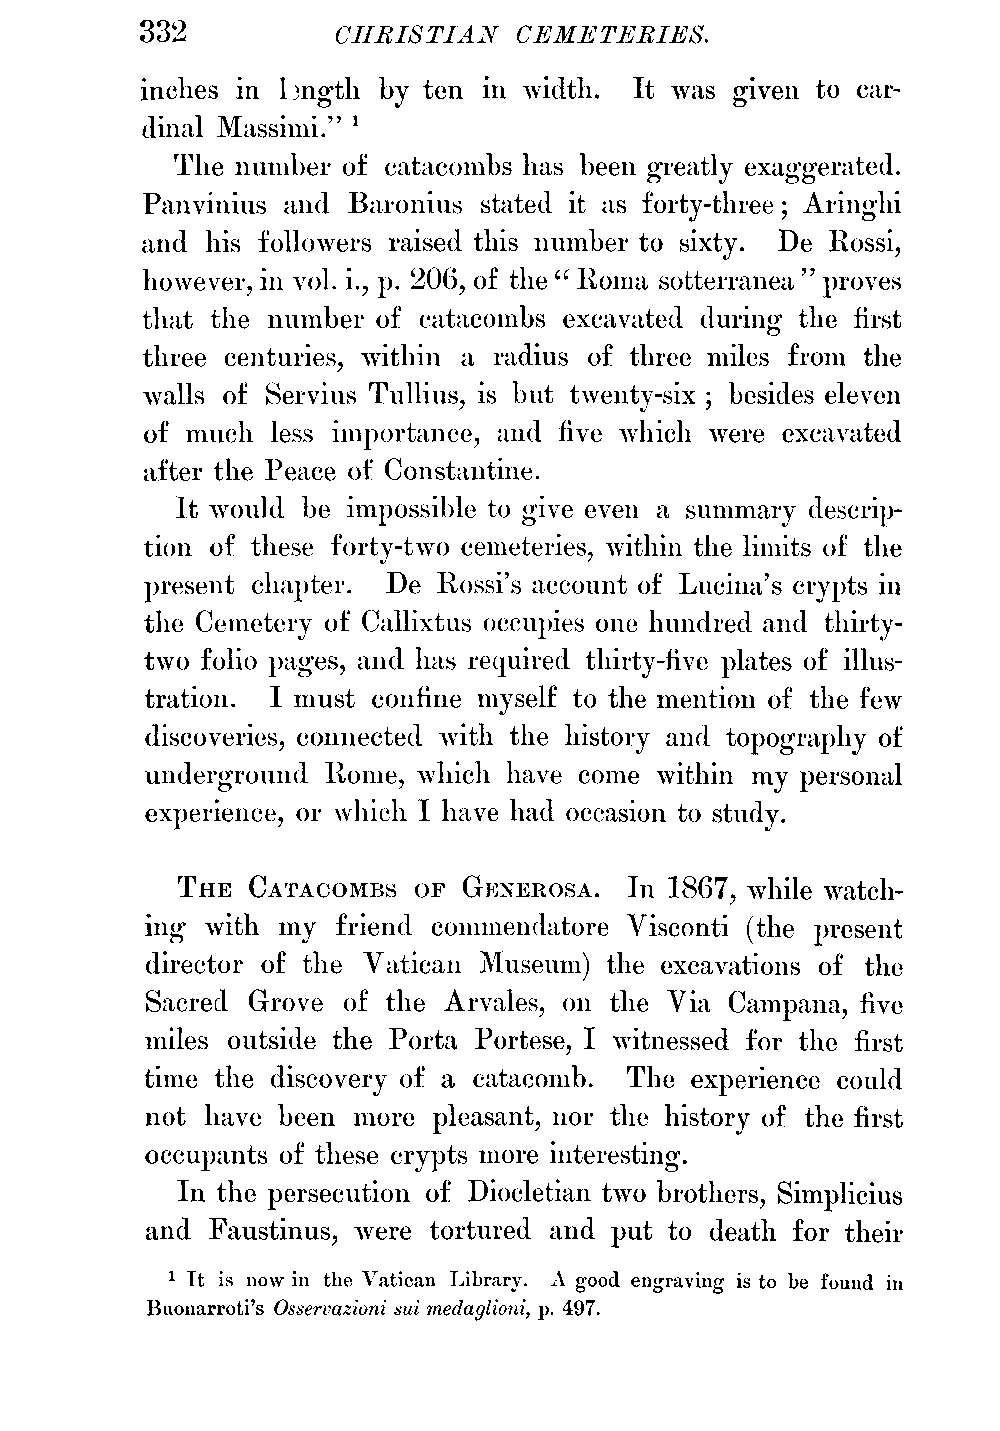 332 CHRISTIAN CEMETERIES.
inches in length by ten in width. It was given to car-
dinal Massimi.” ¹
The number of catacombs has been greatly exaggerated.
Panvinius and Baronius stated it as forty-three; Aringhi
and his followers raised this number to sixty. De Rossi,
however, in vol. i., p. 206, of the “Roma sotterranea” proves
that the number of catacombs excavated during the first
three centuries, within a radius of three miles from the
walls of Servius Tullius, is but twenty-six; besides eleven
of much less importance, and five which were excavated
after the Peace of Constantine.
It would be impossible to give even a summary descrip-
tion of these forty-two cemeteries, within the limits of the
present chapter. De Rossi’s account of Lucina’s crypts in
the Cemetery of Callixtus occupies one hundred and thirty-
two folio pages, and has required thirty-five plates of illus-
tration. I must confine myself to the mention of the few
discoveries, connected with the history and topography of
underground Rome, which have come within my personal
experience, or which I have had occasion to study.
THE CATACOMBS OF GENEROSA. In 1867, while watch-
ing with my friend commendatore Visconti (the present
director of the Vatican Museum) the excavations of the
Sacred Grove of the Arvales, on the Via Campana, five
miles outside the Porta Portese, I witnessed for the first
time the discovery of a catacomb. The experience could
not have been more pleasant, nor the history of the first
occupants of these crypts more interesting.
In the persecution of Diocletian two brothers, Simplicius
and Faustinus, were tortured and put to death for their
¹ It is now in the Vatican Library. A good engraving is to be found in
Buonarroti’s Osservazioni sui medaglioni, p. 497.